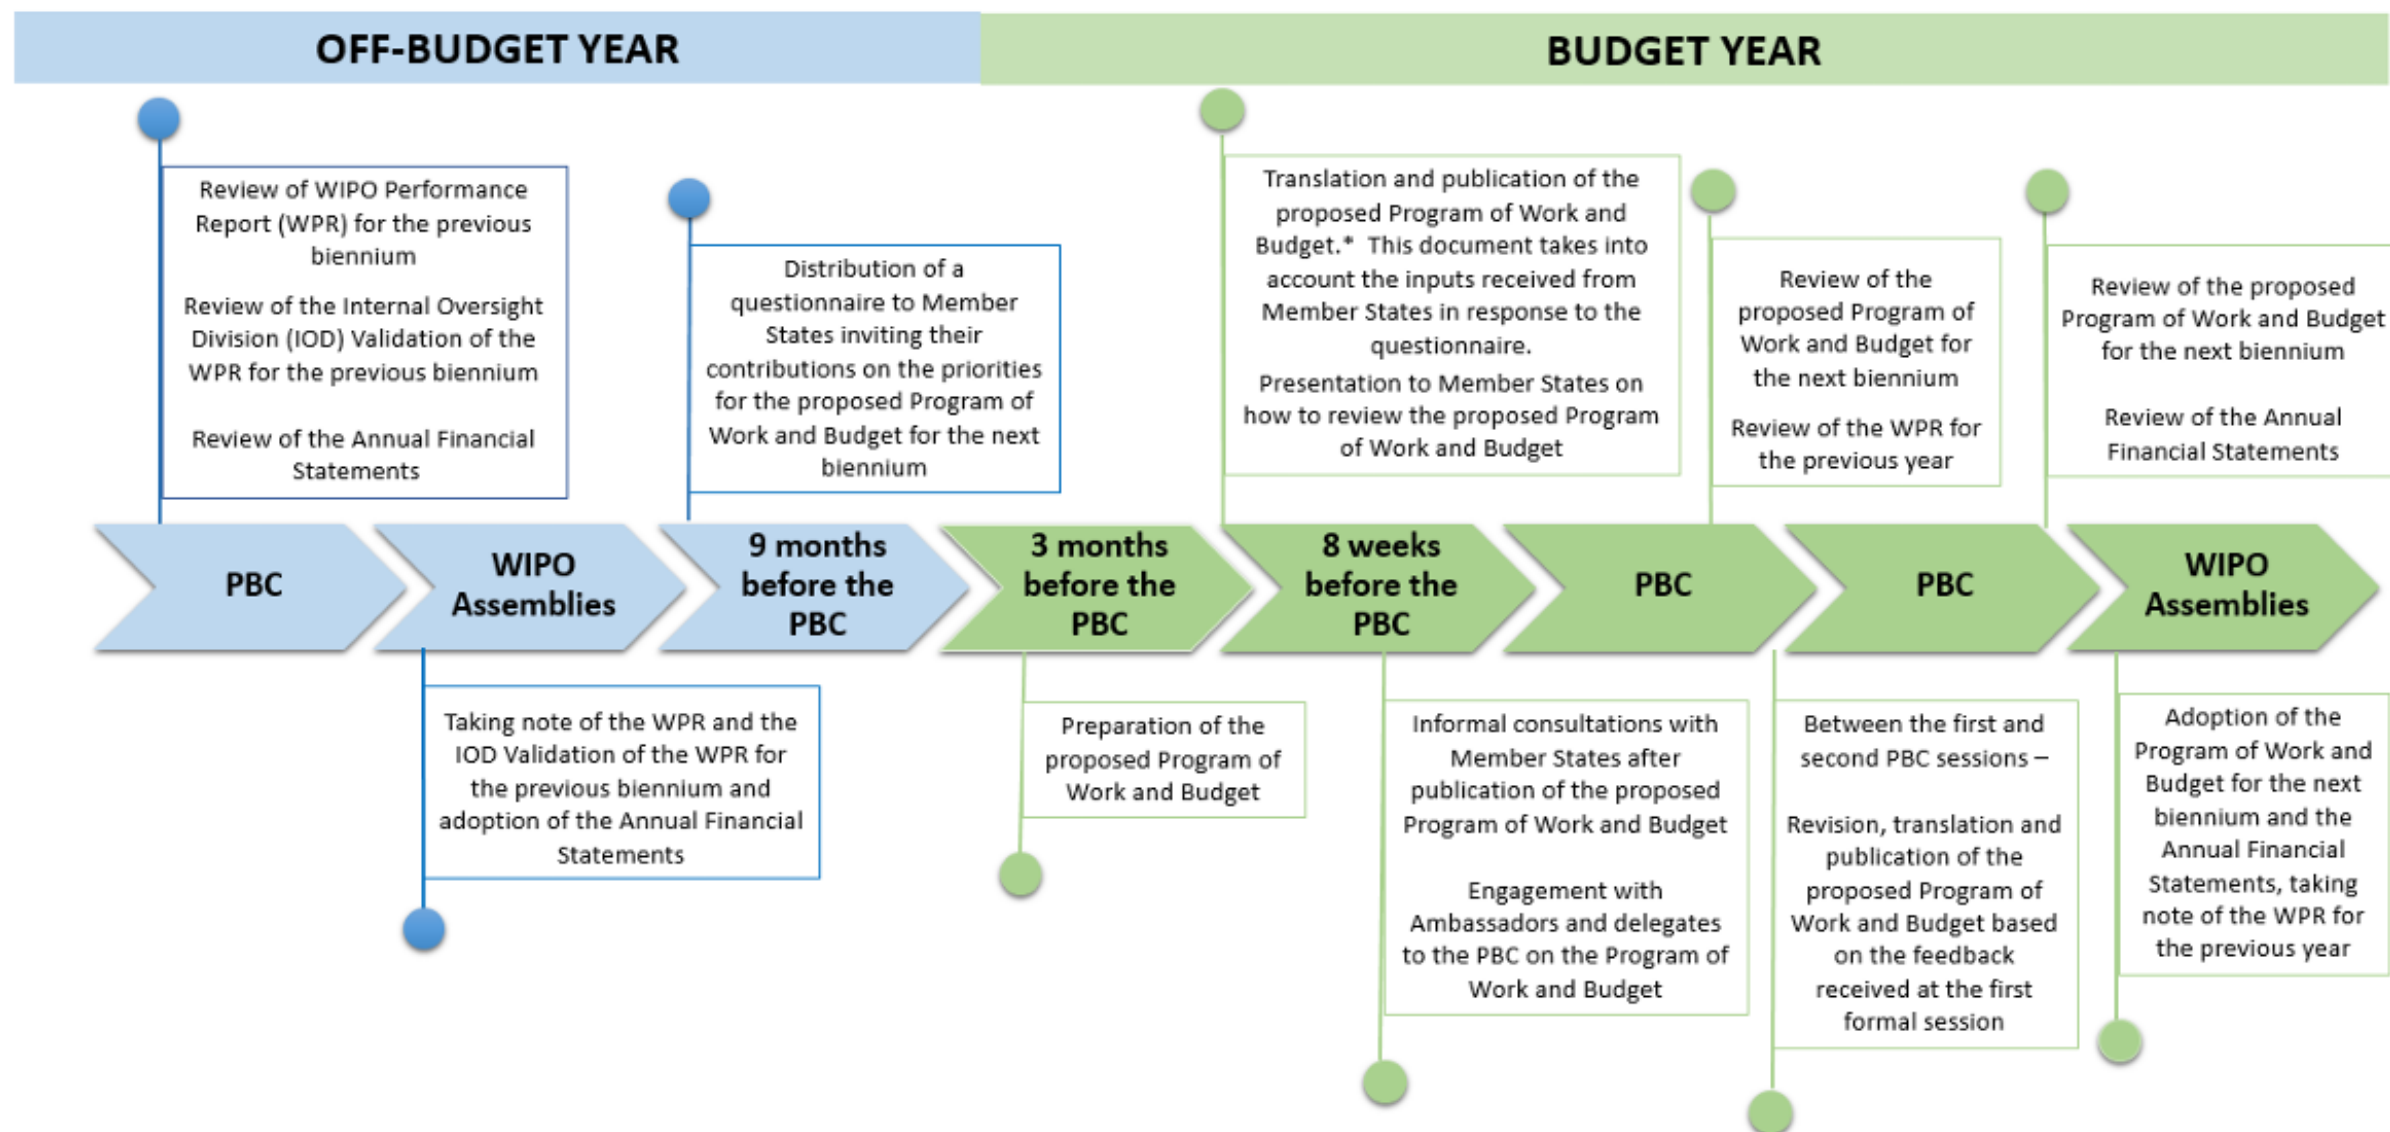 OFF-BUDGET YEAR
BUDGET YEAR
Review of WIPO Performance
Report (WPR) for the previous
biennium
Review of the Internal Oversight
Division (IOD) Validation of the
WPR for the previous biennium
Review of the Annual Financial
Statements
Distribution of a
questionnaire to Member
States inviting their
contributions on the priorities
for the proposed Program of
Work and Budget for the next
biennium
Translation and publication of the
proposed Program of Work and
Budget.* This document takes into
account the inputs received from
Member States in response to the
questionnaire.
Presentation to Member States on
how to review the proposed Program
of Work and Budget
Review of the
proposed Program of
Work and Budget for
the next biennium
Review of the WPR for
the previous year
Review of the proposed
Program of Work and Budget
for the next biennium
Review of the Annual
Financial Statements
PBC
WIPO
Assemblies
9 months
before the
PBC
3 months
before the
PBC
8 weeks
before the
PBC
PBC
PBC
WIPO
Assemblies
Taking note of the WPR and the
IOD Validation of the WPR for
the previous biennium and
adoption of the Annual Financial
Statements
Preparation of the
proposed Program of
Work and Budget
Informal consultations with
Member States after
publication of the proposed
Program of Work and Budget
Engagement with
Ambassadors and delegates
to the PBC on the Program of
Work and Budget
Between the first and
second PBC sessions –
Revision, translation and
publication of the
proposed Program of
Work and Budget based
on the feedback
received at the first
formal session
Adoption of the
Program of Work and
Budget for the next
biennium and the
Annual Financial
Statements, taking
note of the WPR for
the previous year